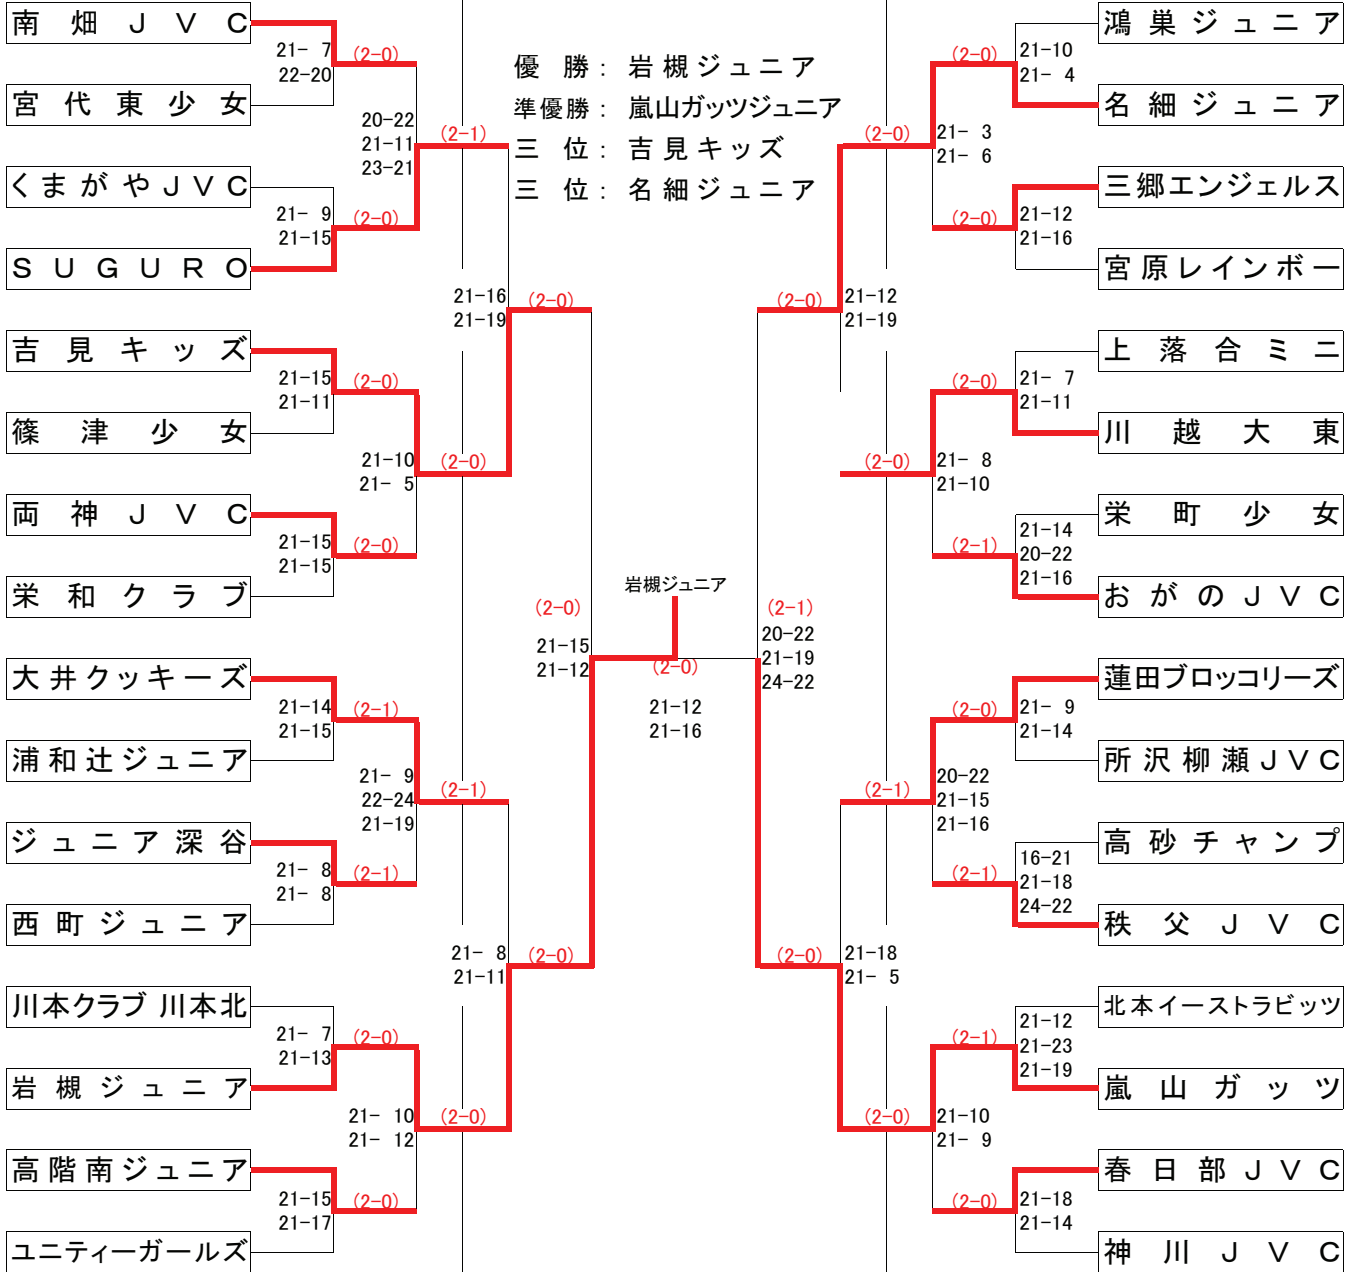 南畑ＪＶＣ
21- 7
22-20
(2-0)
宮代東少女
20-22
21-11
23-21
(2-1)
くまがやＪＶＣ
21- 9
21-15
(2-0)
ＳＵＧＵＲＯ
21-16
21-19
(2-0)
吉見キッズ
21-15
21-11
(2-0)
篠津少女
21-10
21- 5
(2-0)
両神ＪＶＣ
21-15
21-15
(2-0)
栄和クラブ
(2-0)
21-15
21-12
大井クッキーズ
21-14
21-15
(2-1)
浦和辻ジュニア
21- 9
22-24
21-19
(2-1)
ジュニア深谷
21- 8
21- 8
(2-1)
西町ジュニア
21- 8
21-11
(2-0)
川本クラブ 川本北
21- 7
21-13
(2-0)
岩槻ジュニア
21- 10
21- 12
(2-0)
高階南ジュニア
21-15
21-17
(2-0)
ユニティーガールズ
優　勝： 岩槻ジュニア
準優勝： 嵐山ガッツジュニア
三　位： 吉見キッズ
三　位： 名細ジュニア
岩槻ジュニア
(2-0)
21-12
21-16
鴻巣ジュニア
(2-0)
21-10
21- 4
名細ジュニア
(2-0)
21- 3
21- 6
三郷エンジェルス
(2-0)
21-12
21-16
宮原レインボー
(2-0)
21-12
21-19
上落合ミニ
(2-0)
21- 7
21-11
川越大東
(2-0)
21- 8
21-10
栄町少女
(2-1)
21-14
20-22
21-16
おがのＪＶＣ
(2-1)
20-22
21-19
24-22
蓮田ブロッコリーズ
(2-0)
21- 9
21-14
所沢柳瀬ＪＶＣ
(2-1)
20-22
21-15
21-16
高砂チャンプ
(2-1)
16-21
21-18
24-22
秩父ＪＶＣ
(2-0)
21-18
21- 5
北本イーストラビッツ
(2-1)
21-12
21-23
21-19
嵐山ガッツ
(2-0)
21-10
21- 9
春日部ＪＶＣ
(2-0)
21-18
21-14
神川ＪＶＣ